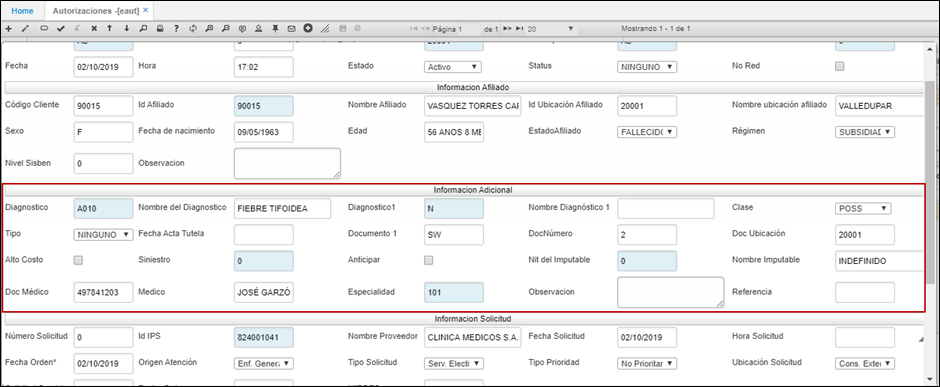 Home Autorizaciones -[eaut] ×
Página 1 de 1 20 Mostrando 1 - 1 de 1
Fecha 02/10/2019 Hora 17:02 Estado Activo Status NINGUNO No Red
Informacion Afiliado
Código Cliente 90015 Id Afiliado 90015 Nombre Afiliado VASQUEZ TORRES CAR Id Ubicación Afiliado 20001 Nombre ubicación afiliado VALLEDUPAR
Sexo F Fecha de nacimiento 09/05/1963 Edad 56 ANOS 8 ME EstadoAfiliado FALLECIDO Régimen SUBSIDIAD
Nivel Sisben 0 Observacion
Informacion Adicional
Diagnostico A010 Nombre del Diagnostico FIEBRE TIFOIDEA Diagnostico1 N Nombre Diagnóstico 1 Clase POSS
Tipo NINGUNO Fecha Acta Tutela Documento 1 SW DocNúmero 2 Doc Ubicación 20001
Alto Costo Siniestro 0 Anticipar Nit del Imputable 0 Nombre Imputable INDEFINIDO
Doc Médico 497841203 Medico JOSÉ GARZÓ Especialidad 101 Observacion Referencia
Informacion Solicitud
Número Solicitud 0 Id IPS 824001041 Nombre Proveedor CLINICA MEDICOS S.A. Fecha Solicitud 02/10/2019 Hora Solicitud
Fecha Orden* 02/10/2019 Origen Atención Enf. Genera Tipo Solicitud Serv. Electi Tipo Prioridad No Prioritar Ubicación Solicitud Cons. Exter